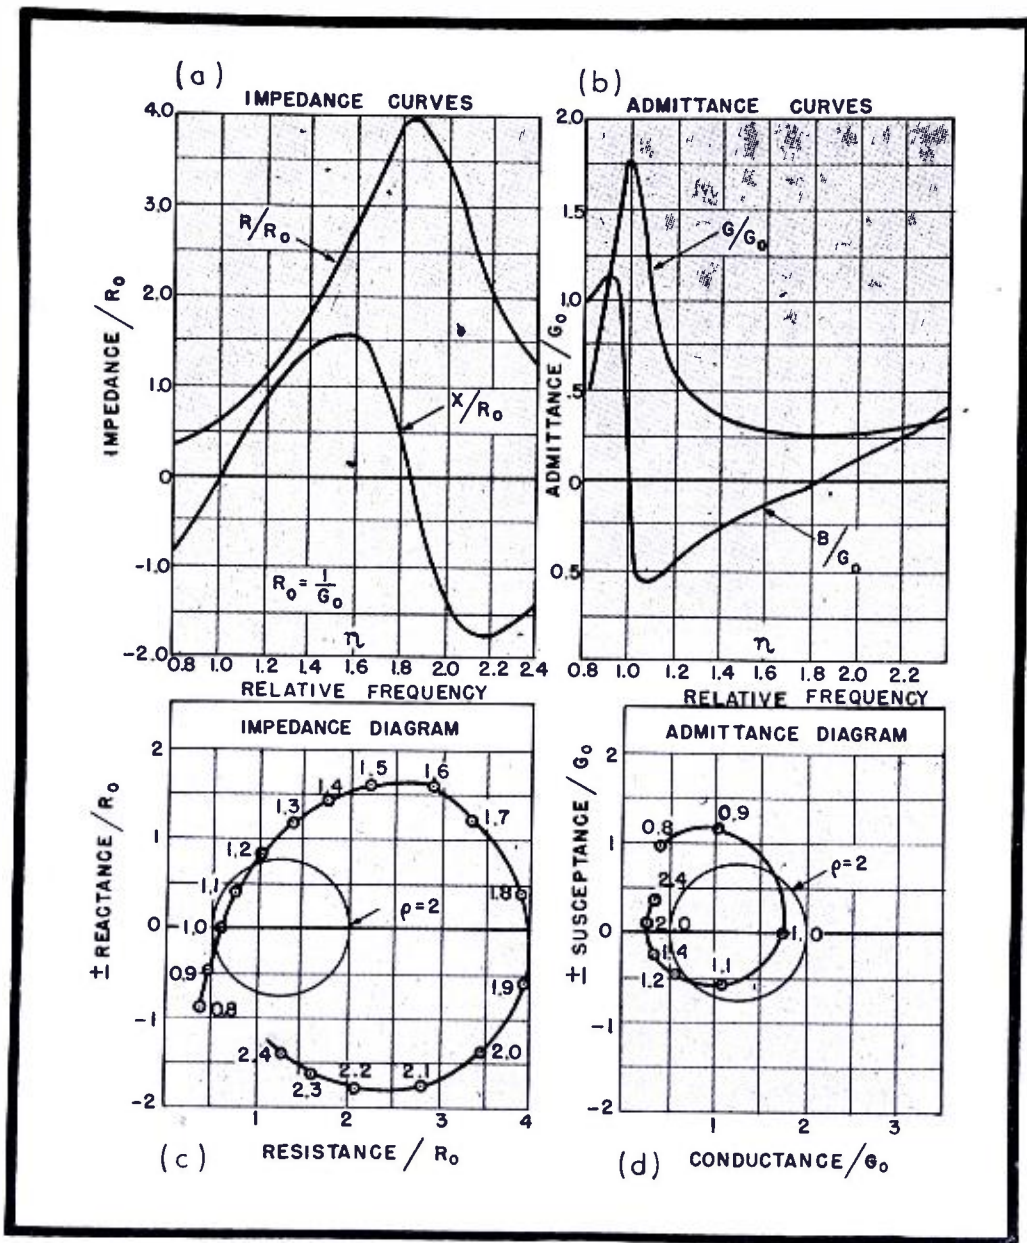 (a)
IMPEDANCE CURVES
4.0
3.0
2.0
1.0
0
-1.0
-2.0
IMPEDANCE / R₀
R/R₀
X/R₀
R₀ = 1/G₀
η
0.8 1.0 1.2 1.4 1.6 1.8 2.0 2.2 2.4
RELATIVE FREQUENCY
(b)
ADMITTANCE CURVES
2.0
1.5
1.0
.5
0
0.5
ADMITTANCE / G₀
G/G₀
B/G₀
η
0.8 1.0 1.2 1.4 1.6 1.8 2.0 2.2
RELATIVE FREQUENCY
IMPEDANCE DIAGRAM
2
1
0
-1
-2
± REACTANCE / R₀
0.8
0.9
1.0
1.1
1.2
1.3
1.4
1.5
1.6
1.7
1.8
1.9
2.0
2.1
2.2
2.3
2.4
ρ=2
1 2 3 4
(c)
RESISTANCE / R₀
ADMITTANCE DIAGRAM
2
1
0
-1
-2
± SUSCEPTANCE / G₀
0.8
0.9
2.4
2.0
1.4
1.2
1.1
1.0
ρ=2
1 2 3
(d)
CONDUCTANCE/G₀